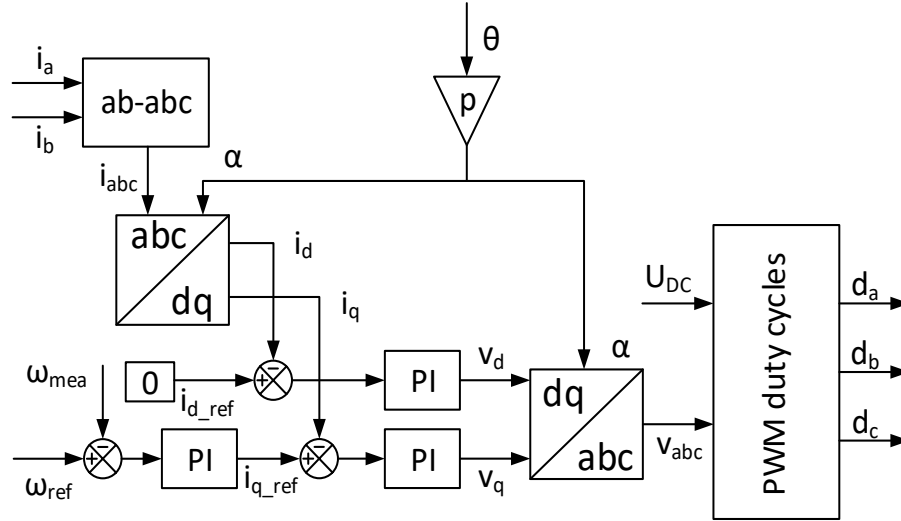 θ
i_a
ab-abc
p
i_b
i_abc
α
abc
dq
i_d
i_q
U_DC
PWM duty cycles
d_a
d_b
d_c
ω_mea
0
i_d_ref
+
−
PI
v_d
α
dq
abc
v_abc
ω_ref
+
−
PI
i_q_ref
+
−
PI
v_q